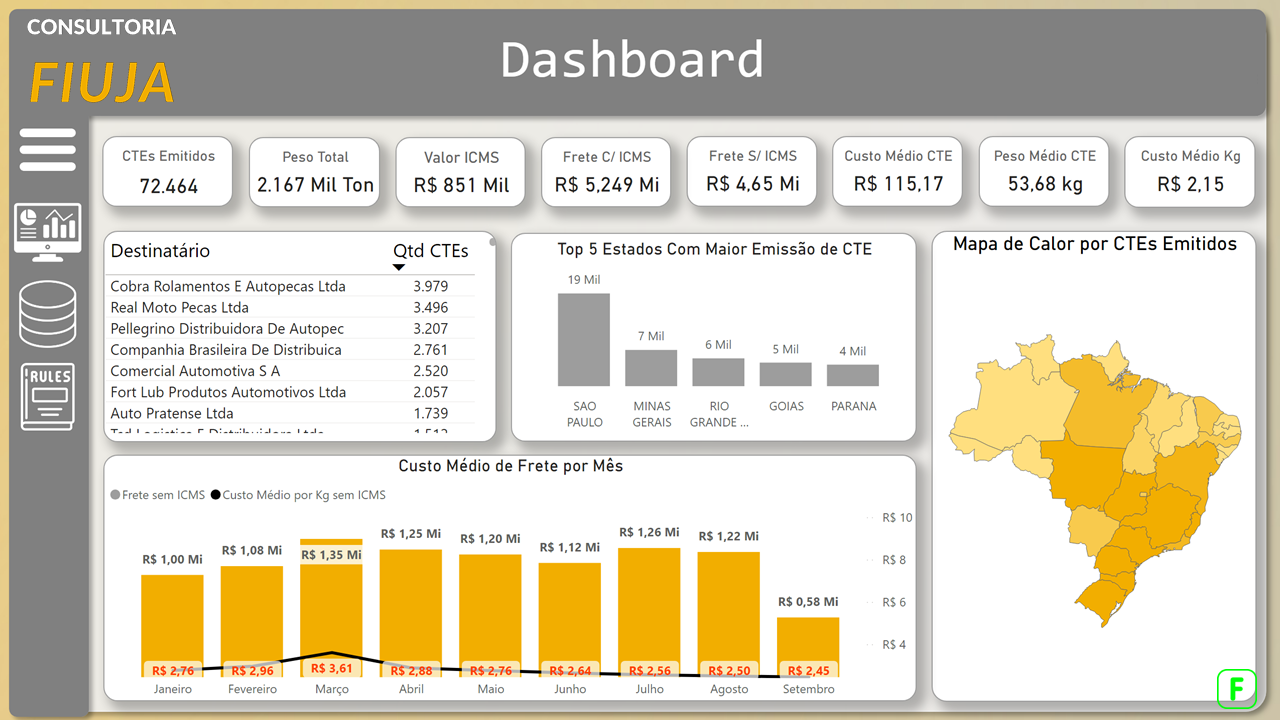 CONSULTORIA
FIUJA
Dashboard
RULES
CTEs Emitidos
72.464
Peso Total
2.167 Mil Ton
Valor ICMS
R$ 851 Mil
Frete C/ ICMS
R$ 5,249 Mi
Frete S/ ICMS
R$ 4,65 Mi
Custo Médio CTE
R$ 115,17
Peso Médio CTE
53,68 kg
Custo Médio Kg
R$ 2,15
Destinatário Qtd CTEs
Cobra Rolamentos E Autopecas Ltda 3.979
Real Moto Pecas Ltda 3.496
Pellegrino Distribuidora De Autopec 3.207
Companhia Brasileira De Distribuica 2.761
Comercial Automotiva S A 2.520
Fort Lub Produtos Automotivos Ltda 2.057
Auto Pratense Ltda 1.739
Top 5 Estados Com Maior Emissão de CTE
19 Mil
7 Mil
6 Mil
5 Mil
4 Mil
SAO PAULO
MINAS GERAIS
RIO GRANDE ...
GOIAS
PARANA
Mapa de Calor por CTEs Emitidos
Custo Médio de Frete por Mês
Frete sem ICMS Custo Médio por Kg sem ICMS
R$ 1,00 Mi
R$ 1,08 Mi
R$ 1,35 Mi
R$ 1,25 Mi
R$ 1,20 Mi
R$ 1,12 Mi
R$ 1,26 Mi
R$ 1,22 Mi
R$ 0,58 Mi
R$ 10
R$ 8
R$ 6
R$ 4
R$ 2,76
R$ 2,96
R$ 3,61
R$ 2,88
R$ 2,76
R$ 2,64
R$ 2,56
R$ 2,50
R$ 2,45
Janeiro
Fevereiro
Março
Abril
Maio
Junho
Julho
Agosto
Setembro
F